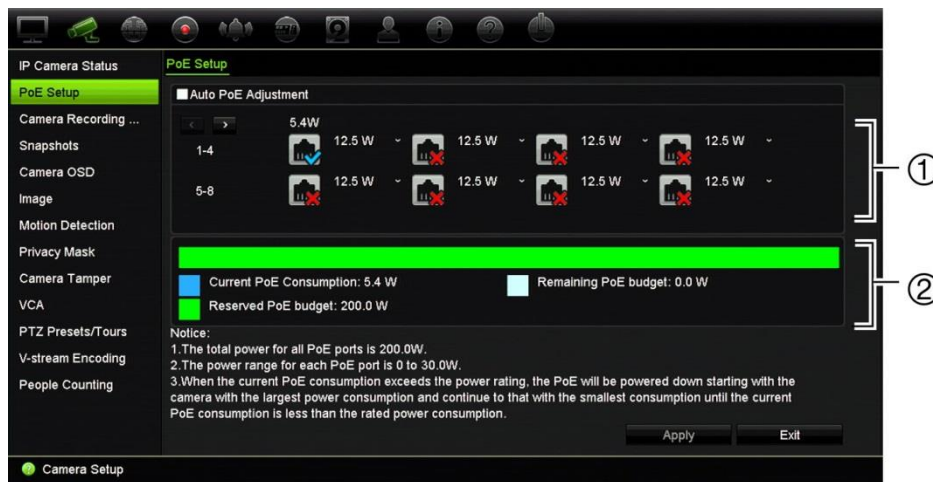 IP Camera Status
PoE Setup
PoE Setup
Camera Recording ...
Snapshots
Camera OSD
Image
Motion Detection
Privacy Mask
Camera Tamper
VCA
PTZ Presets/Tours
V-stream Encoding
People Counting
Auto PoE Adjustment
< >
5.4W
1-4 12.5 W 12.5 W 12.5 W 12.5 W
5-8 12.5 W 12.5 W 12.5 W 12.5 W
①
Current PoE Consumption: 5.4 W Remaining PoE budget: 0.0 W
Reserved PoE budget: 200.0 W
②
Notice:
1.The total power for all PoE ports is 200.0W.
2.The power range for each PoE port is 0 to 30.0W.
3.When the current PoE consumption exceeds the power rating, the PoE will be powered down starting with the
camera with the largest power consumption and continue to that with the smallest consumption until the current
PoE consumption is less than the rated power consumption.
Apply Exit
Camera Setup